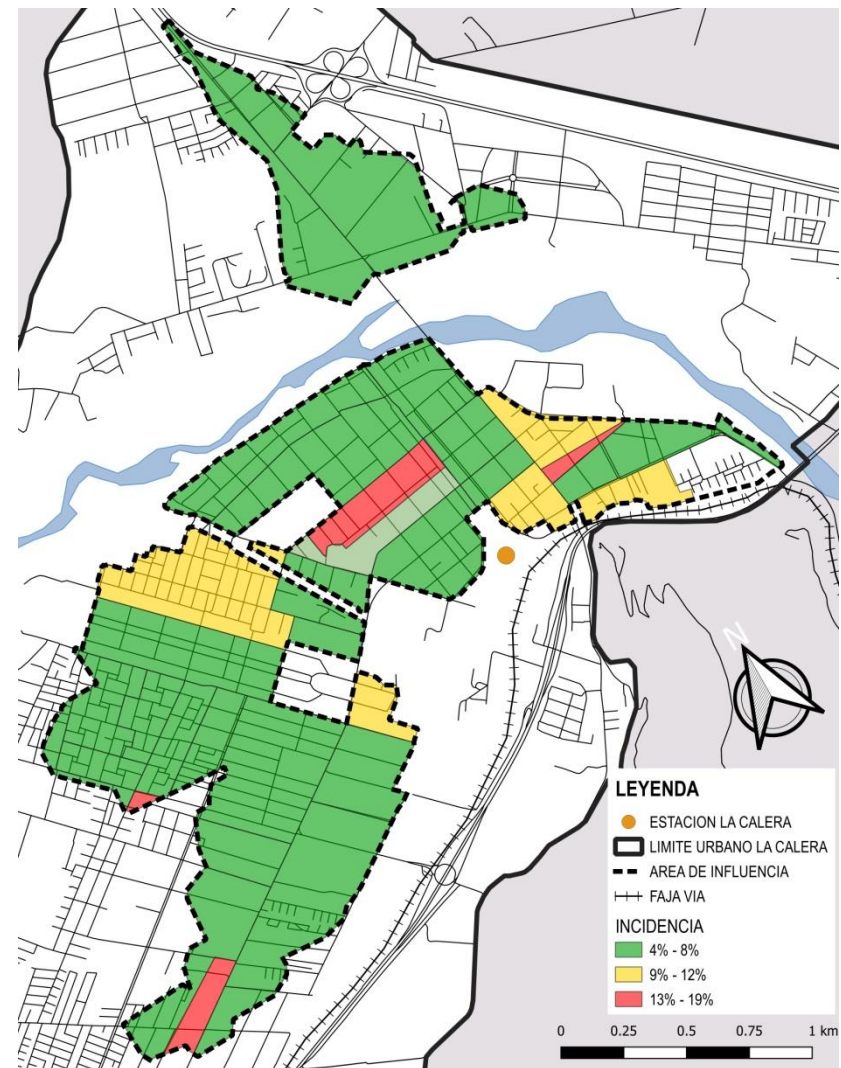 N
LEYENDA
ESTACION LA CALERA
LIMITE URBANO LA CALERA
AREA DE INFLUENCIA
FAJA VIA
INCIDENCIA
4% - 8%
9% - 12%
13% - 19%
0 0.25 0.5 0.75 1 km